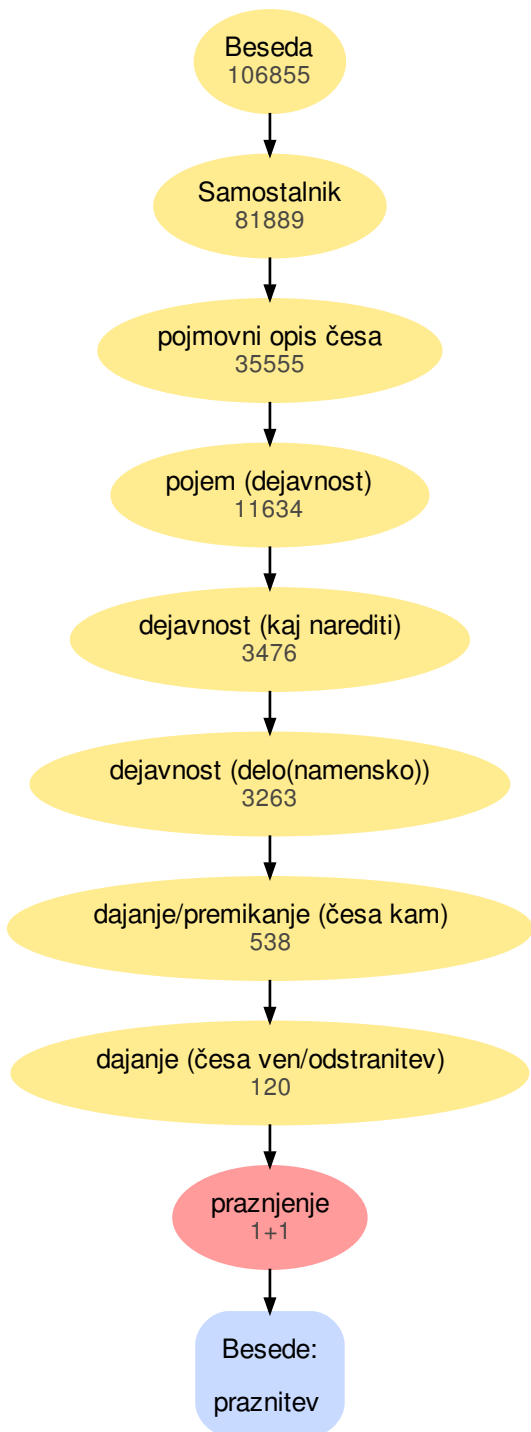 Beseda
106855
Samostalnik
81889
pojmovni opis česa
35555
pojem (dejavnost)
11634
dejavnost (kaj narediti)
3476
dejavnost (delo(namensko))
3263
dajanje/premikanje (česa kam)
538
dajanje (česa ven/odstranitev)
120
praznjenje
1+1
Besede:
praznitev